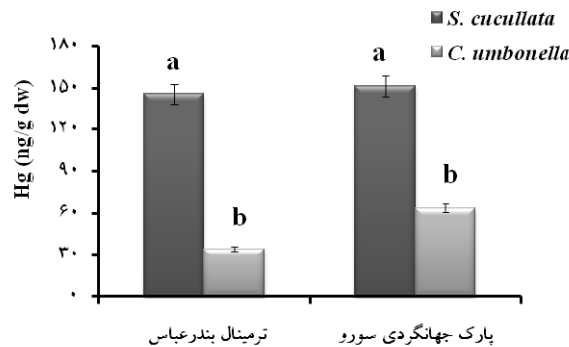 S. cucullata
C. umbonella
Hg (ng/g dw)
۱۸۰
۱۵۰
۱۲۰
۹۰
۶۰
۳۰
۰
a
b
a
b
ترمینال بندرعباس
پارک جهانگردی سورو